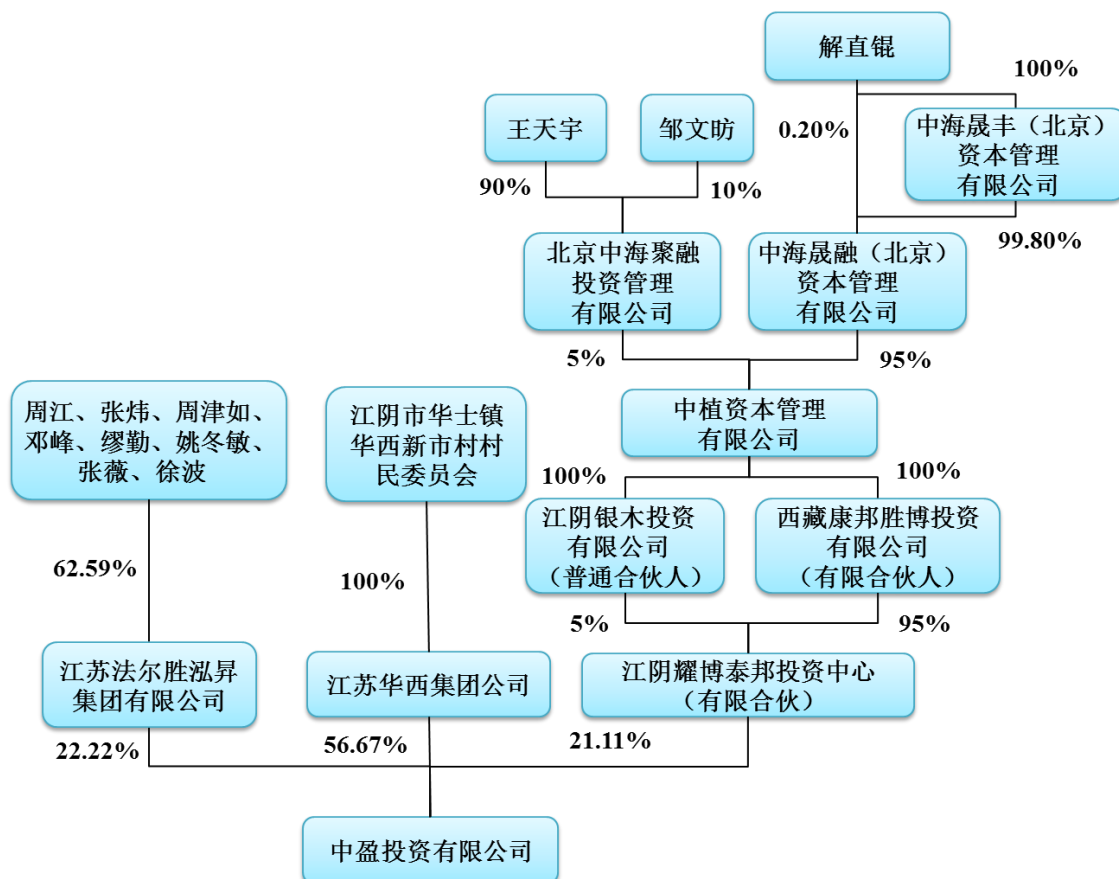 解直锟
100%
王天宇
邹文昉
0.20%
中海晟丰（北京）
资本管理
有限公司
90%
10%
99.80%
北京中海聚融
投资管理
有限公司
中海晟融（北京）
资本管理
有限公司
5%
95%
周江、张炜、周津如、
邓峰、缪勤、姚冬敏、
张薇、徐波
江阴市华士镇
华西新市村村
民委员会
中植资本管理
有限公司
100%
100%
江阴银木投资
有限公司
（普通合伙人）
西藏康邦胜博投资
有限公司
（有限合伙人）
62.59%
100%
5%
95%
江苏法尔胜泓昇
集团有限公司
江苏华西集团公司
江阴耀博泰邦投资中心
（有限合伙）
22.22%
56.67%
21.11%
中盈投资有限公司